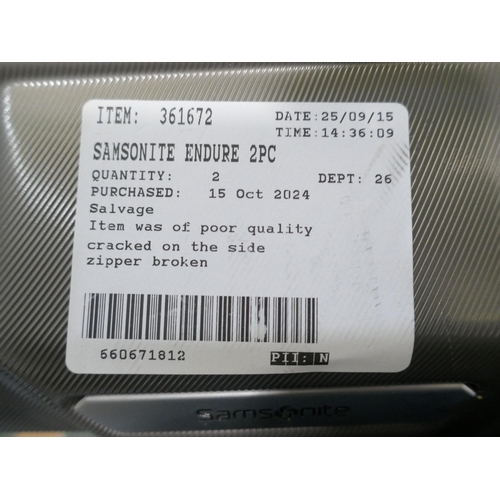 ITEM: 361672 DATE:25/09/15
TIME:14:36:09
SAMSONITE ENDURE 2PC
QUANTITY: 2 DEPT: 26
PURCHASED: 15 Oct 2024
Salvage
Item was of poor quality
cracked on the side
zipper broken
660671812 PII: N
Samsonite